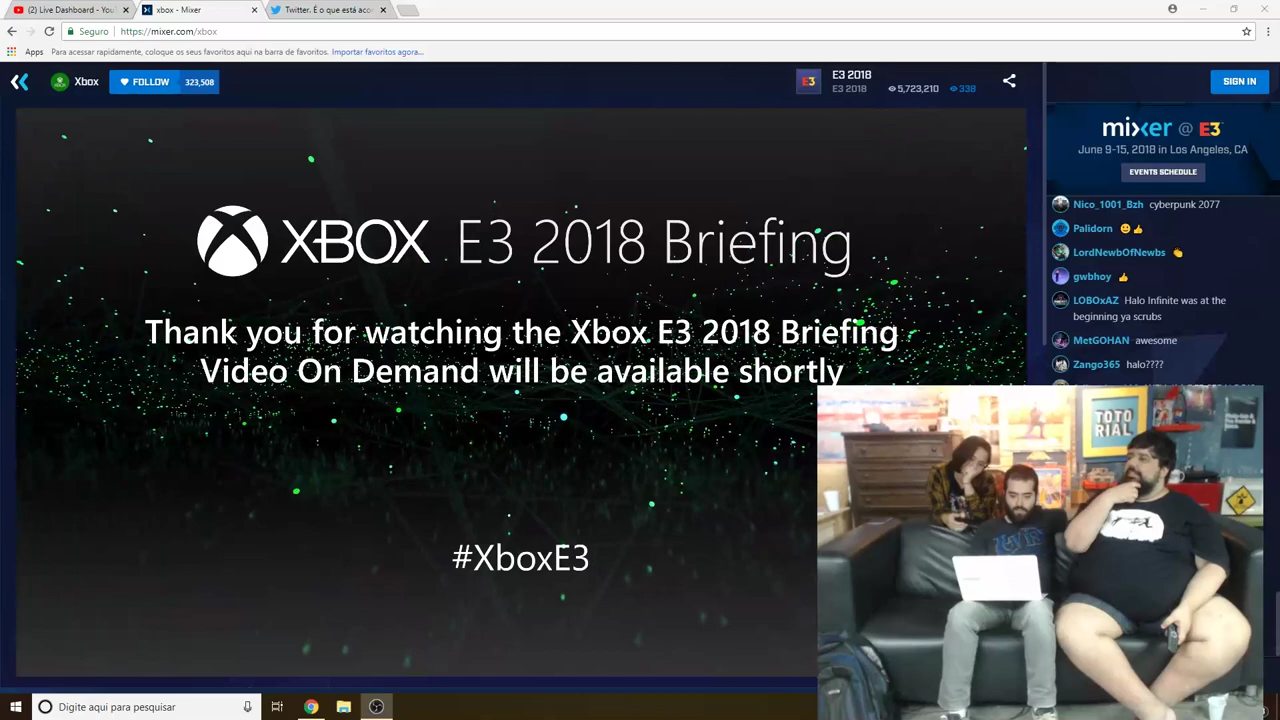 (2) Live Dashboard - You
xbox - Mixer
Twitter. É o que está aco
Seguro
https://mixer.com/xbox
Apps
Para acessar rapidamente, coloque os seus favoritos aqui na barra de favoritos.
Importar favoritos agora...
Xbox
FOLLOW
323,508
E3
E3 2018
E3 2018
5,723,210
338
SIGN IN
mixer @ E3
June 9-15, 2018 in Los Angeles, CA
EVENTS SCHEDULE
XBOX E3 2018 Briefing
Thank you for watching the Xbox E3 2018 Briefing
Video On Demand will be available shortly
#XboxE3
Nico_1001_Bzh cyberpunk 2077
Palidorn
LordNewbOfNewbs
gwbhoy
LOBOxAZ Halo Infinite was at the
beginning ya scrubs
MetGOHAN awesome
Zango365 halo????
TOTO
RIAL
Digite aqui para pesquisar